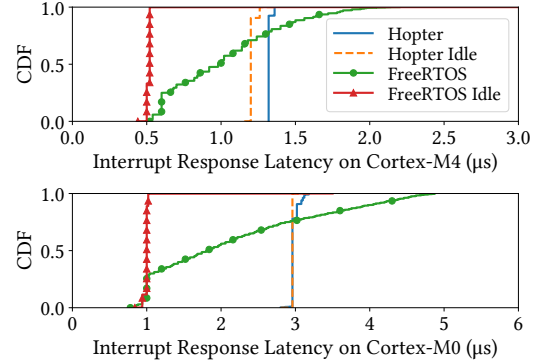 1.0
0.5
0.0
CDF
Hopter
Hopter Idle
FreeRTOS
FreeRTOS Idle
0.0 0.5 1.0 1.5 2.0 2.5 3.0
Interrupt Response Latency on Cortex-M4 (μs)
1.0
0.5
0.0
CDF
0 1 2 3 4 5 6
Interrupt Response Latency on Cortex-M0 (μs)